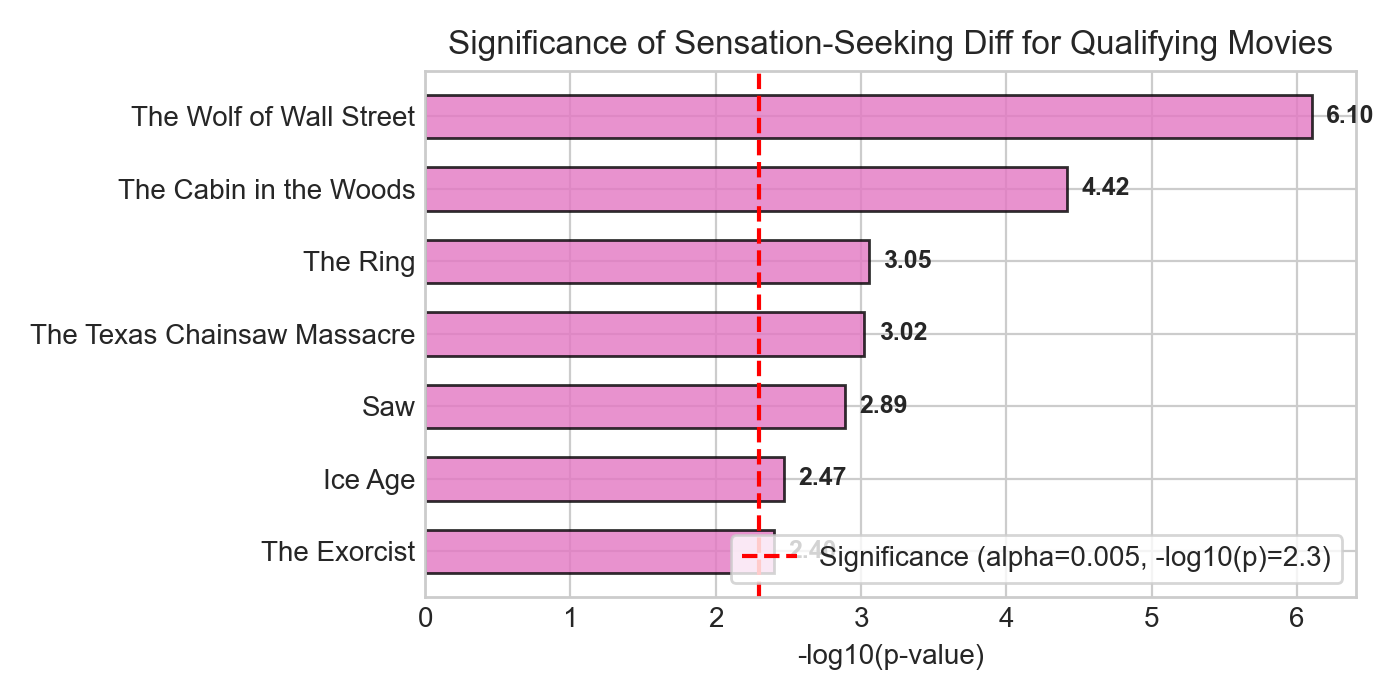 Significance of Sensation-Seeking Diff for Qualifying Movies
The Wolf of Wall Street 6.10
The Cabin in the Woods 4.42
The Ring 3.05
The Texas Chainsaw Massacre 3.02
Saw 2.89
Ice Age 2.47
The Exorcist 2.40
Significance (alpha=0.005, -log10(p)=2.3)
0 1 2 3 4 5 6
-log10(p-value)